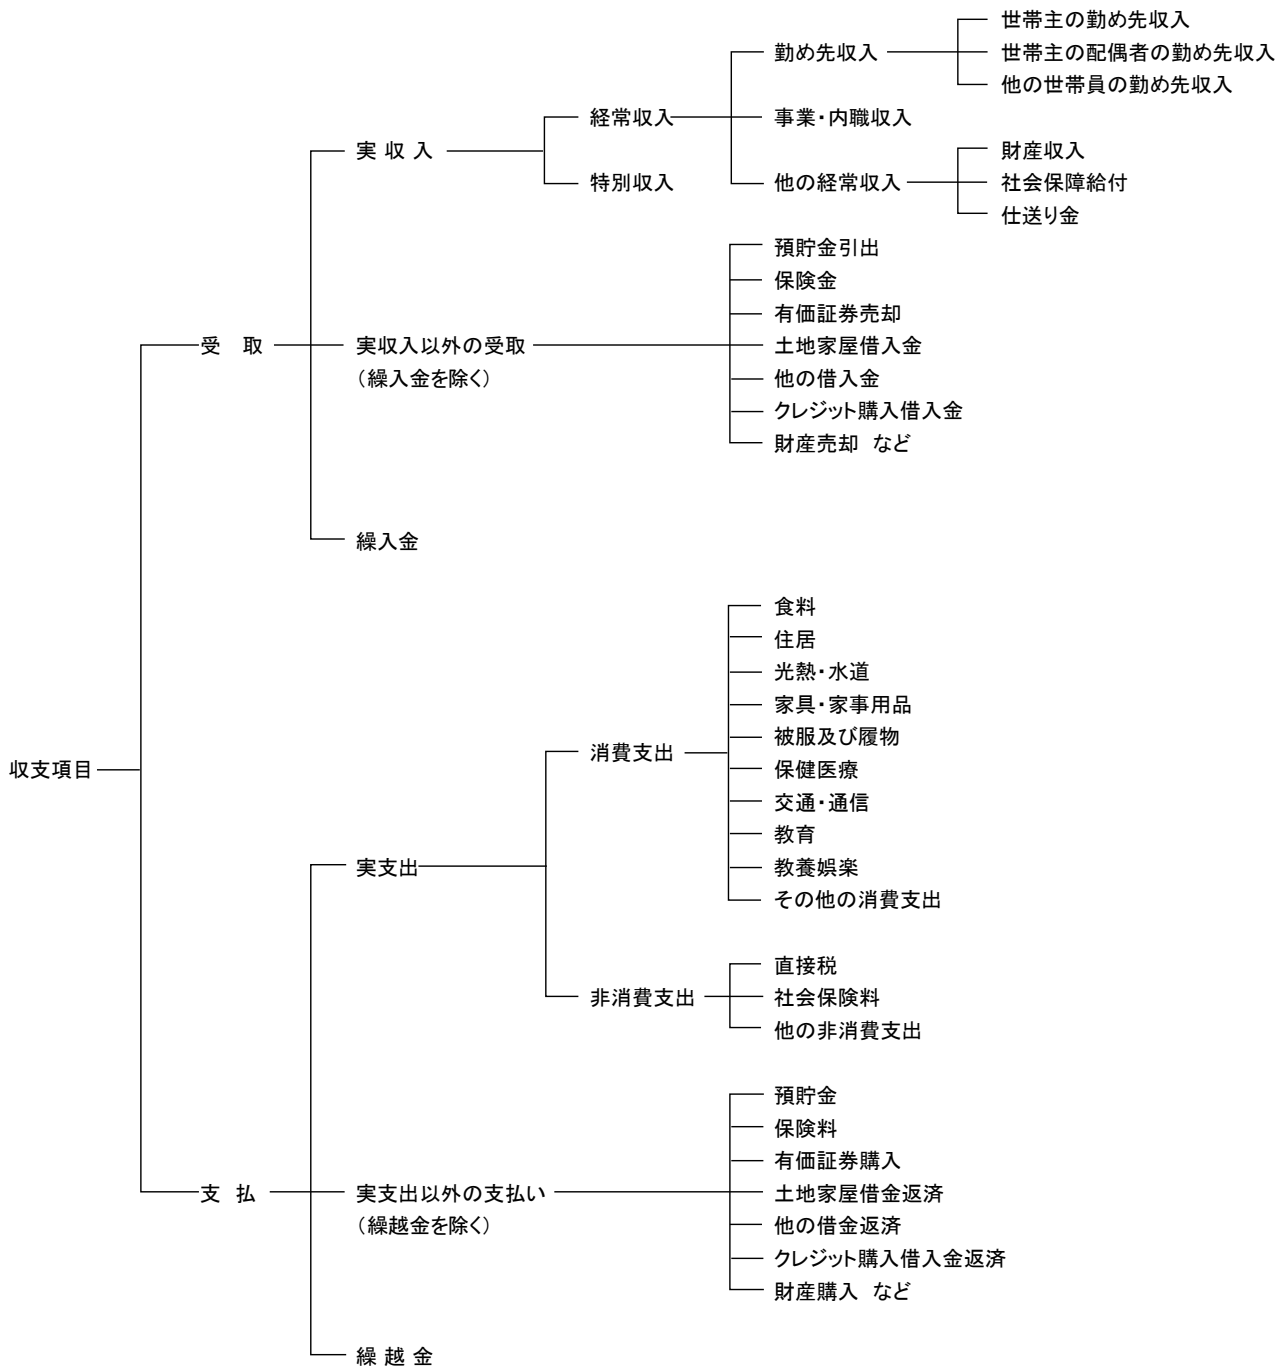 世帯主の勤め先収入
勤め先収入
世帯主の配偶者の勤め先収入
他の世帯員の勤め先収入
経常収入
事業・内職収入
実 収 入
財産収入
特別収入
他の経常収入
社会保障給付
仕送り金
預貯金引出
保険金
有価証券売却
受　取
実収入以外の受取
土地家屋借入金
（繰入金を除く）
他の借入金
クレジット購入借入金
財産売却 など
繰入金
食料
住居
光熱・水道
家具・家事用品
被服及び履物
消費支出
収支項目
保健医療
交通・通信
教育
実支出
教養娯楽
その他の消費支出
直接税
非消費支出
社会保険料
他の非消費支出
預貯金
保険料
有価証券購入
支 払
実支出以外の支払い
土地家屋借金返済
（繰越金を除く）
他の借金返済
クレジット購入借入金返済
財産購入 など
繰 越 金